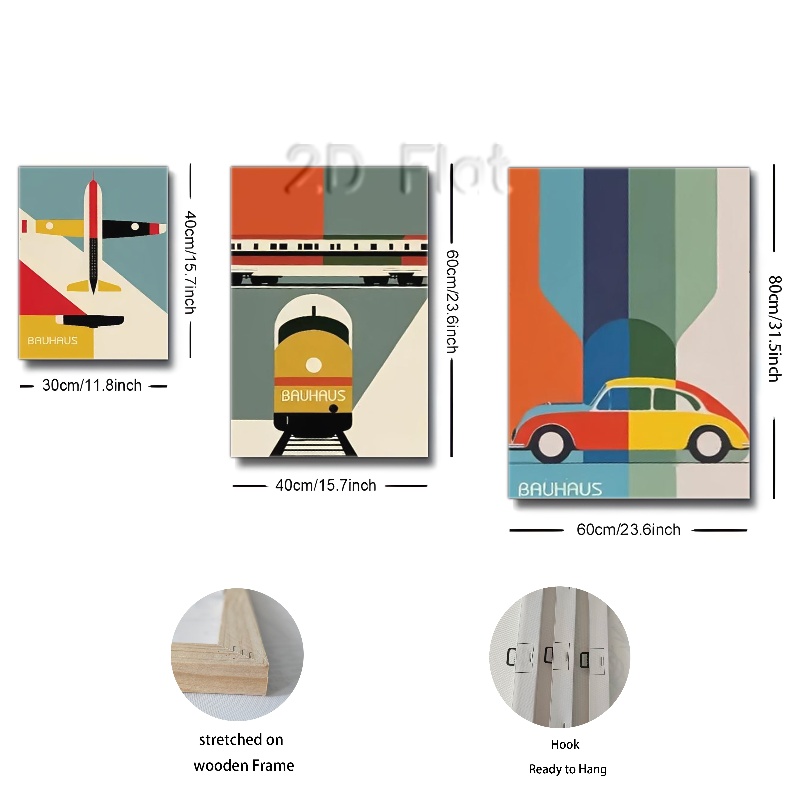 2D Flat
40cm/15.7inch
60cm/23.6inch
80cm/31.5inch
BAUHAUS
BAUHAUS
BAUHAUS
30cm/11.8inch
40cm/15.7inch
60cm/23.6inch
stretched on
wooden Frame
Hook
Ready to Hang